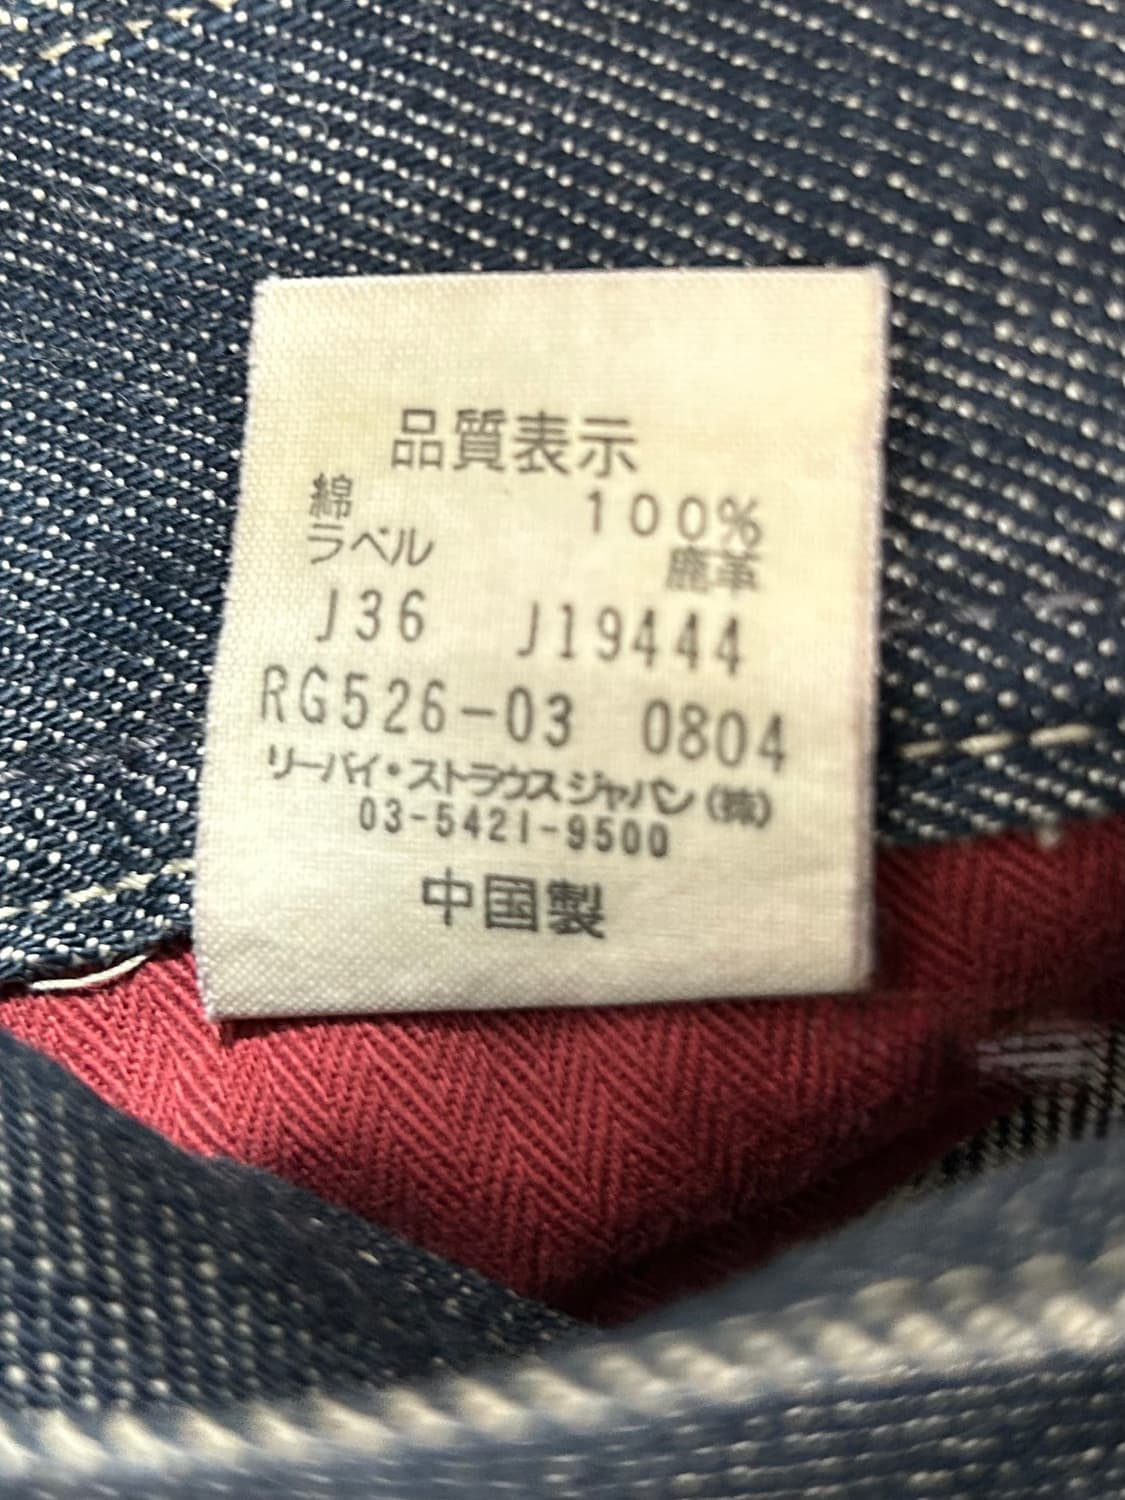 品質表示
綿 100%
ラベル 鹿革
J36 J19444
RG526-03 0804
リーバイ・ストラウスジャパン(株)
03-5421-9500
中国製